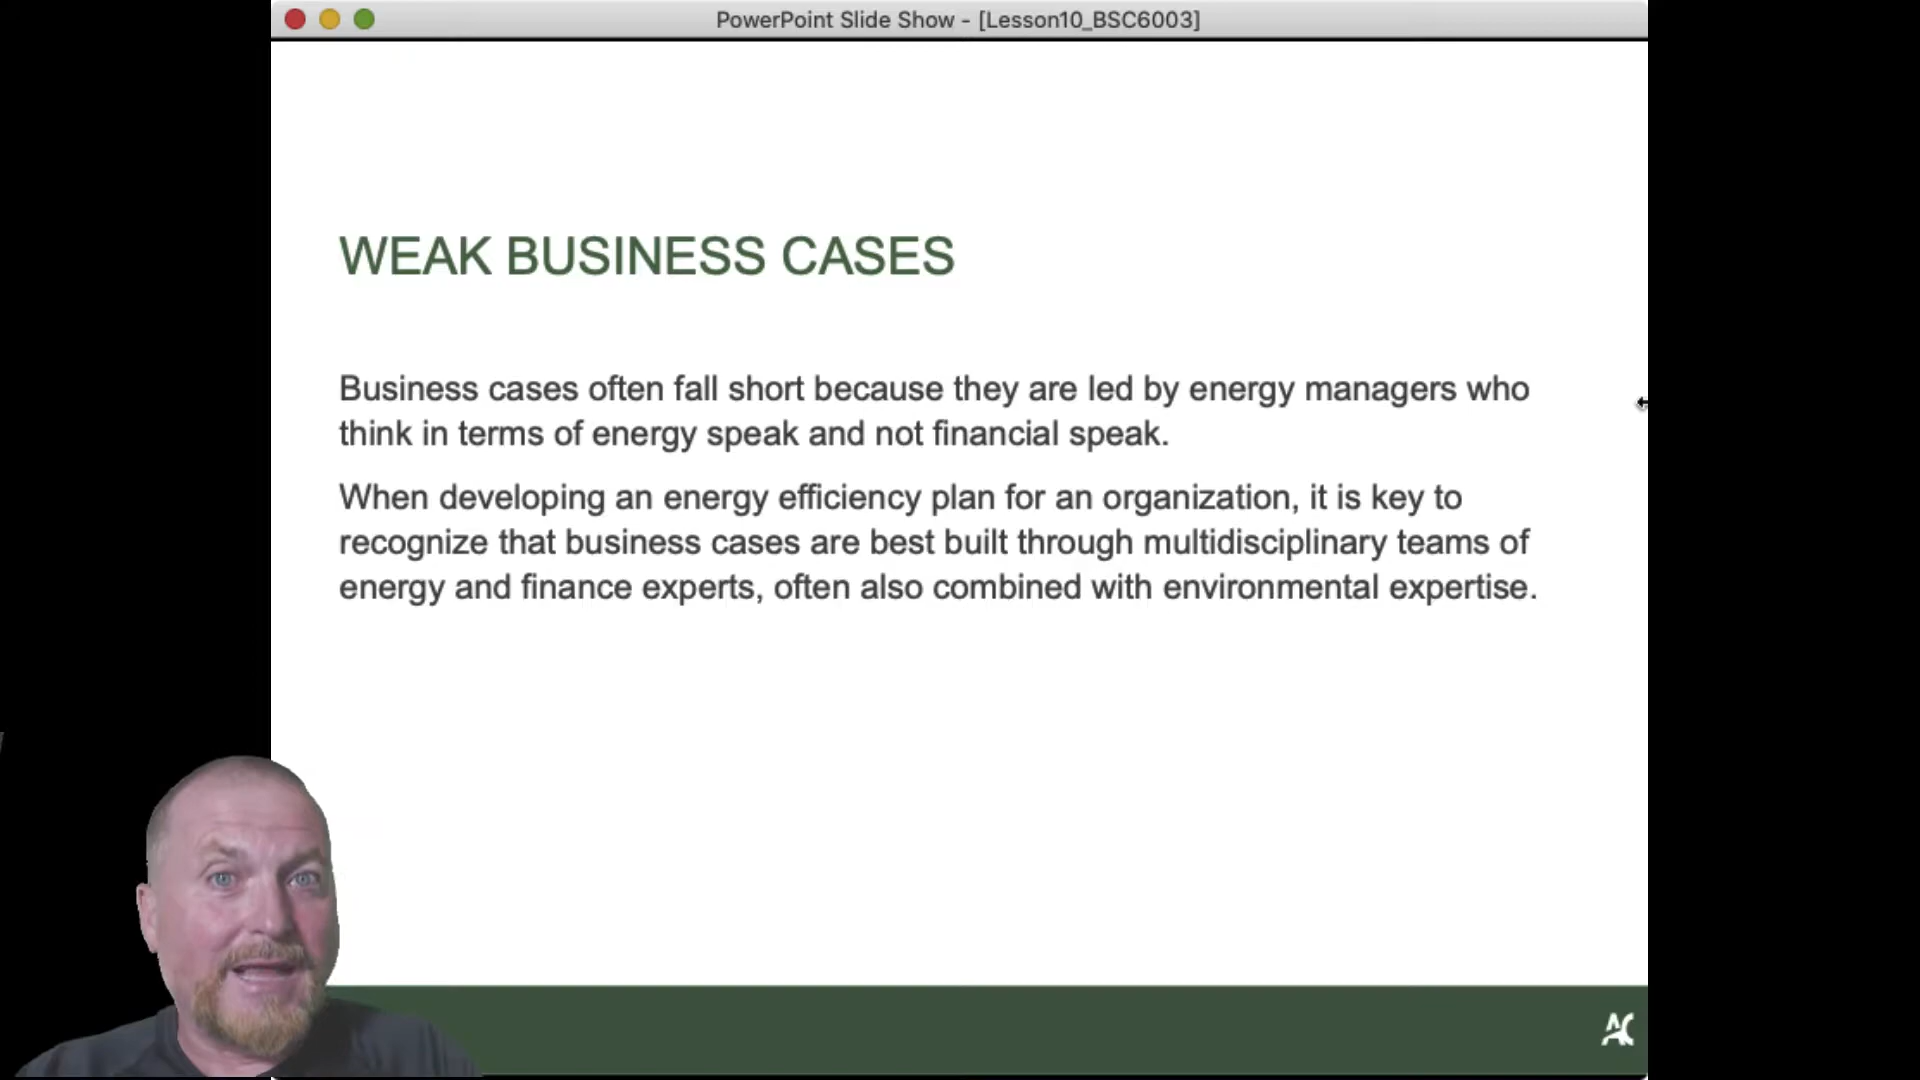 PowerPoint Slide Show - [Lesson10_BSC6003]
WEAK BUSINESS CASES
Business cases often fall short because they are led by energy managers who
think in terms of energy speak and not financial speak.
When developing an energy efficiency plan for an organization, it is key to
recognize that business cases are best built through multidisciplinary teams of
energy and finance experts, often also combined with environmental expertise.
AC